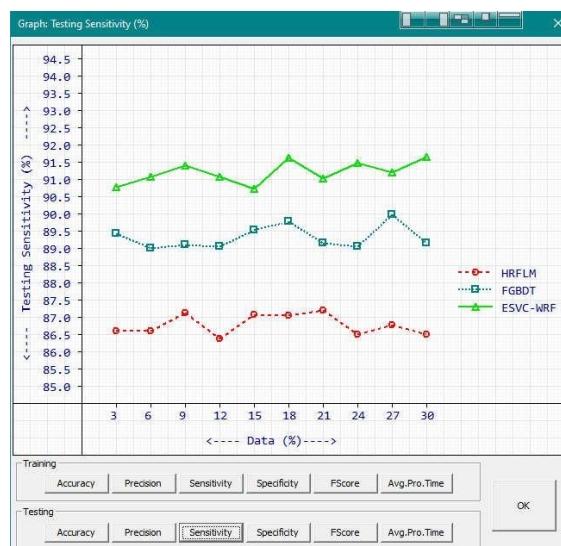 Graph: Testing Sensitivity (%)
94.5
94.0
93.5
93.0
92.5
92.0
91.5
91.0
90.5
90.0
89.5
89.0
88.5
88.0
87.5
87.0
86.5
86.0
85.5
85.0
<---- Testing Sensitivity (%) ---->
HRFLM
FGBDT
ESVC-WRF
3 6 9 12 15 18 21 24 27 30
<---- Data (%)---->
Training
Accuracy Precision Sensitivity Specificity FScore Avg.Pro.Time
OK
Testing
Accuracy Precision Sensitivity Specificity FScore Avg.Pro.Time